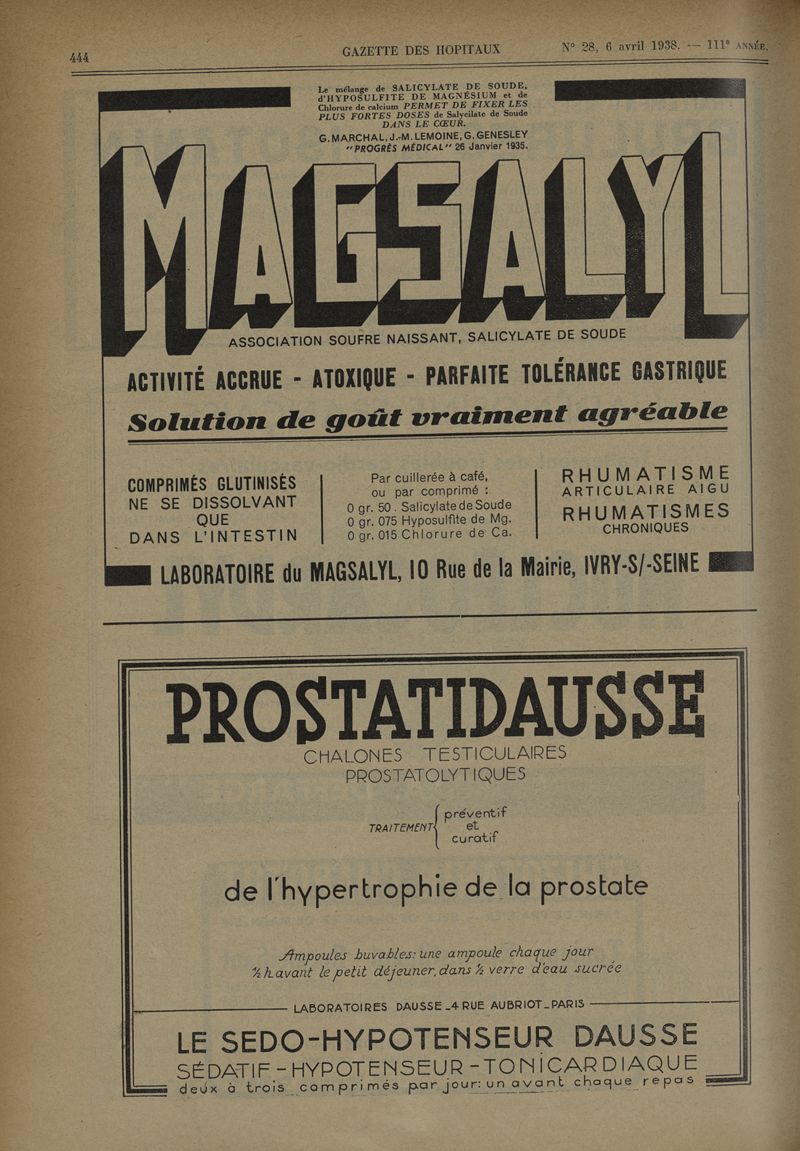 444
GAZETTE DES HOPITAUX
N° 28, 6 avril 1938. — 111e ANNÉE.
Le mélange de SALICYLATE DE SOUDE,
d'HYPOSULFITE DE MAGNÉSIUM et de
Chlorure de calcium PERMET DE FIXER LES
PLUS FORTES DOSES de Salycilate de Soude
DANS LE CŒUR.
G. MARCHAL, J.-M. LEMOINE, G. GENESLEY
"PROGRÈS MÉDICAL" 26 Janvier 1935.
MAGSALYL
ASSOCIATION SOUFRE NAISSANT, SALICYLATE DE SOUDE
ACTIVITÉ ACCRUE - ATOXIQUE - PARFAITE TOLÉRANCE GASTRIQUE
Solution de goût vraiment agréable
COMPRIMÉS GLUTINISÉS
NE SE DISSOLVANT
QUE
DANS L'INTESTIN
Par cuillerée à café,
ou par comprimé :
0 gr. 50. Salicylate de Soude
0 gr. 075 Hyposulfite de Mg.
0 gr. 015 Chlorure de Ca.
RHUMATISME
ARTICULAIRE AIGU
RHUMATISMES
CHRONIQUES
LABORATOIRE du MAGSALYL, 10 Rue de la Mairie, IVRY-S/-SEINE
PROSTATIDAUSSE
CHALONES TESTICULAIRES
PROSTATOLYTIQUES
TRAITEMENT
préventif
et
curatif
de l'hypertrophie de la prostate
Ampoules buvables: une ampoule chaque jour
½ h. avant le petit déjeuner, dans ½ verre d'eau sucrée
LABORATOIRES DAUSSE_4 RUE AUBRIOT_PARIS
LE SEDO-HYPOTENSEUR DAUSSE
SÉDATIF - HYPOTENSEUR - TONICARDIAQUE
deux à trois comprimés par jour: un avant chaque repas